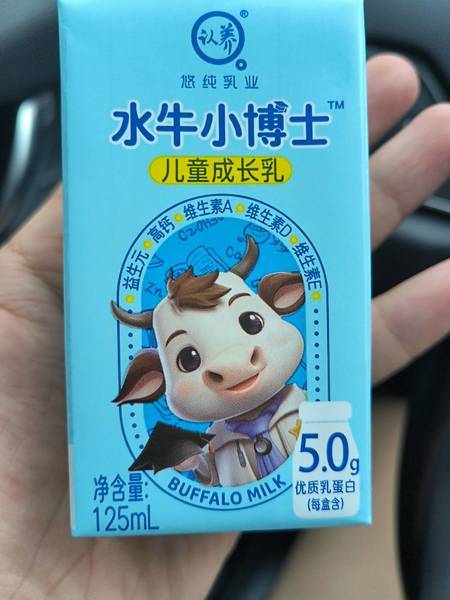 认养®
悠纯乳业
水牛小博士™
儿童成长乳
益生元•高钙•维生素A•维生素D•维生素E•
BUFFALO MILK
5.0g
优质乳蛋白
(每盒含)
净含量:
125mL